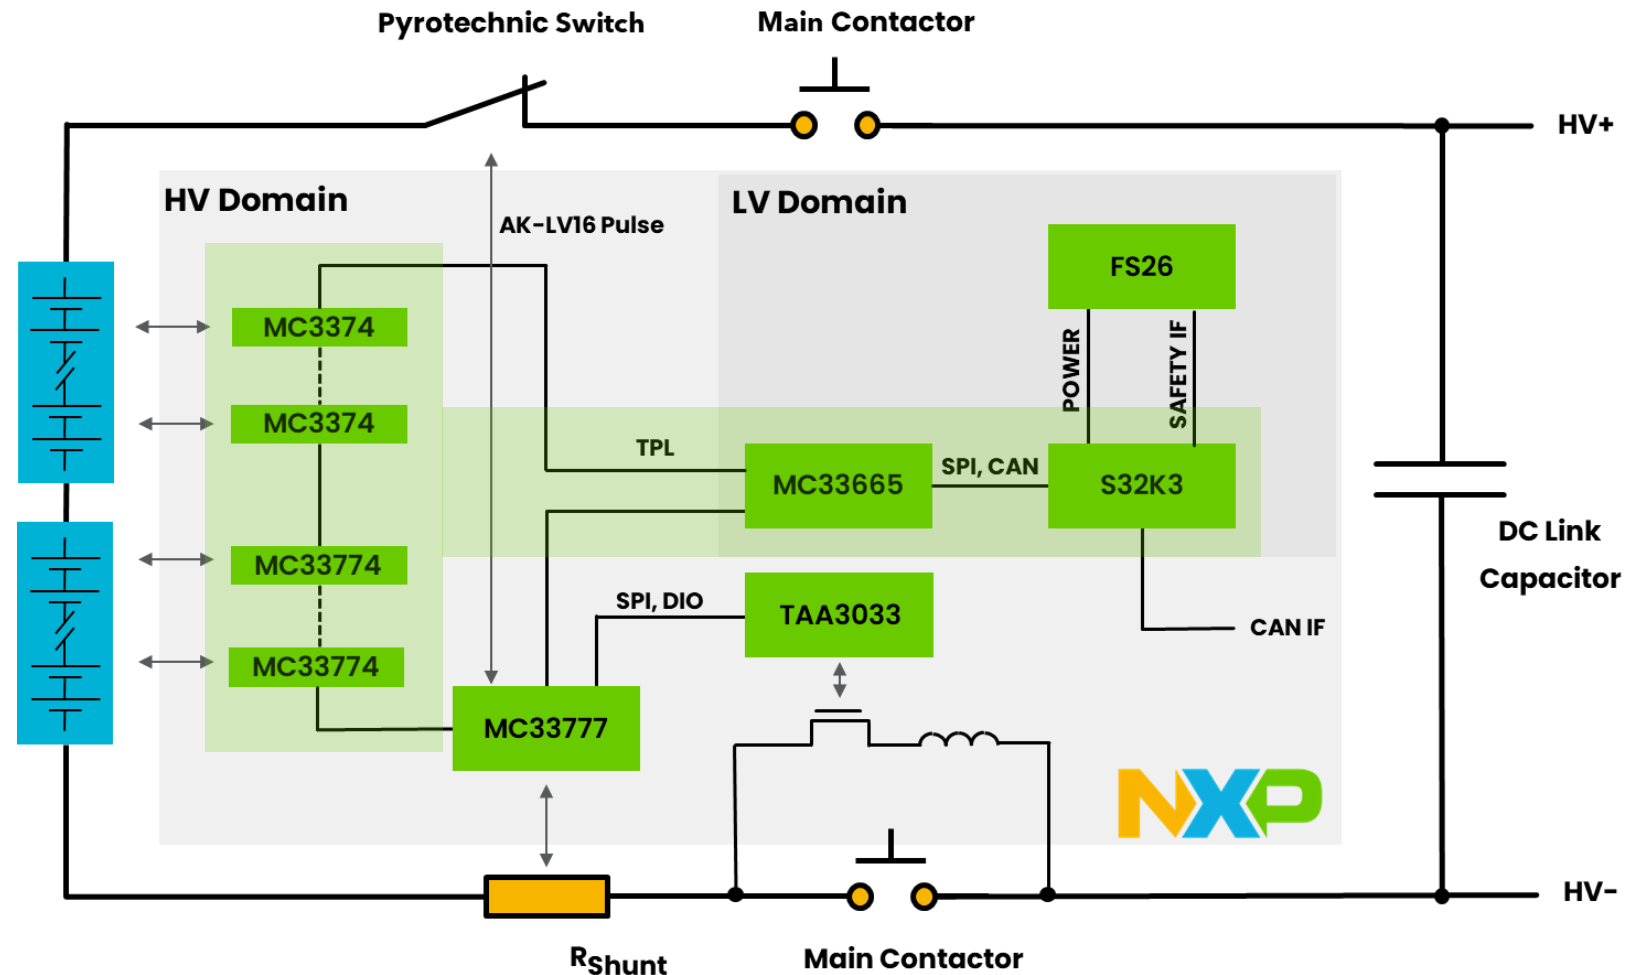 Pyrotechnic Switch
Main Contactor
HV+
HV Domain
LV Domain
AK-LV16 Pulse
FS26
MC3374
POWER
SAFETY IF
MC3374
TPL
MC33665
SPI, CAN
S32K3
DC Link
Capacitor
MC33774
SPI, DIO
TAA3033
CAN IF
MC33774
MC33777
NXP
HV-
RShunt
Main Contactor